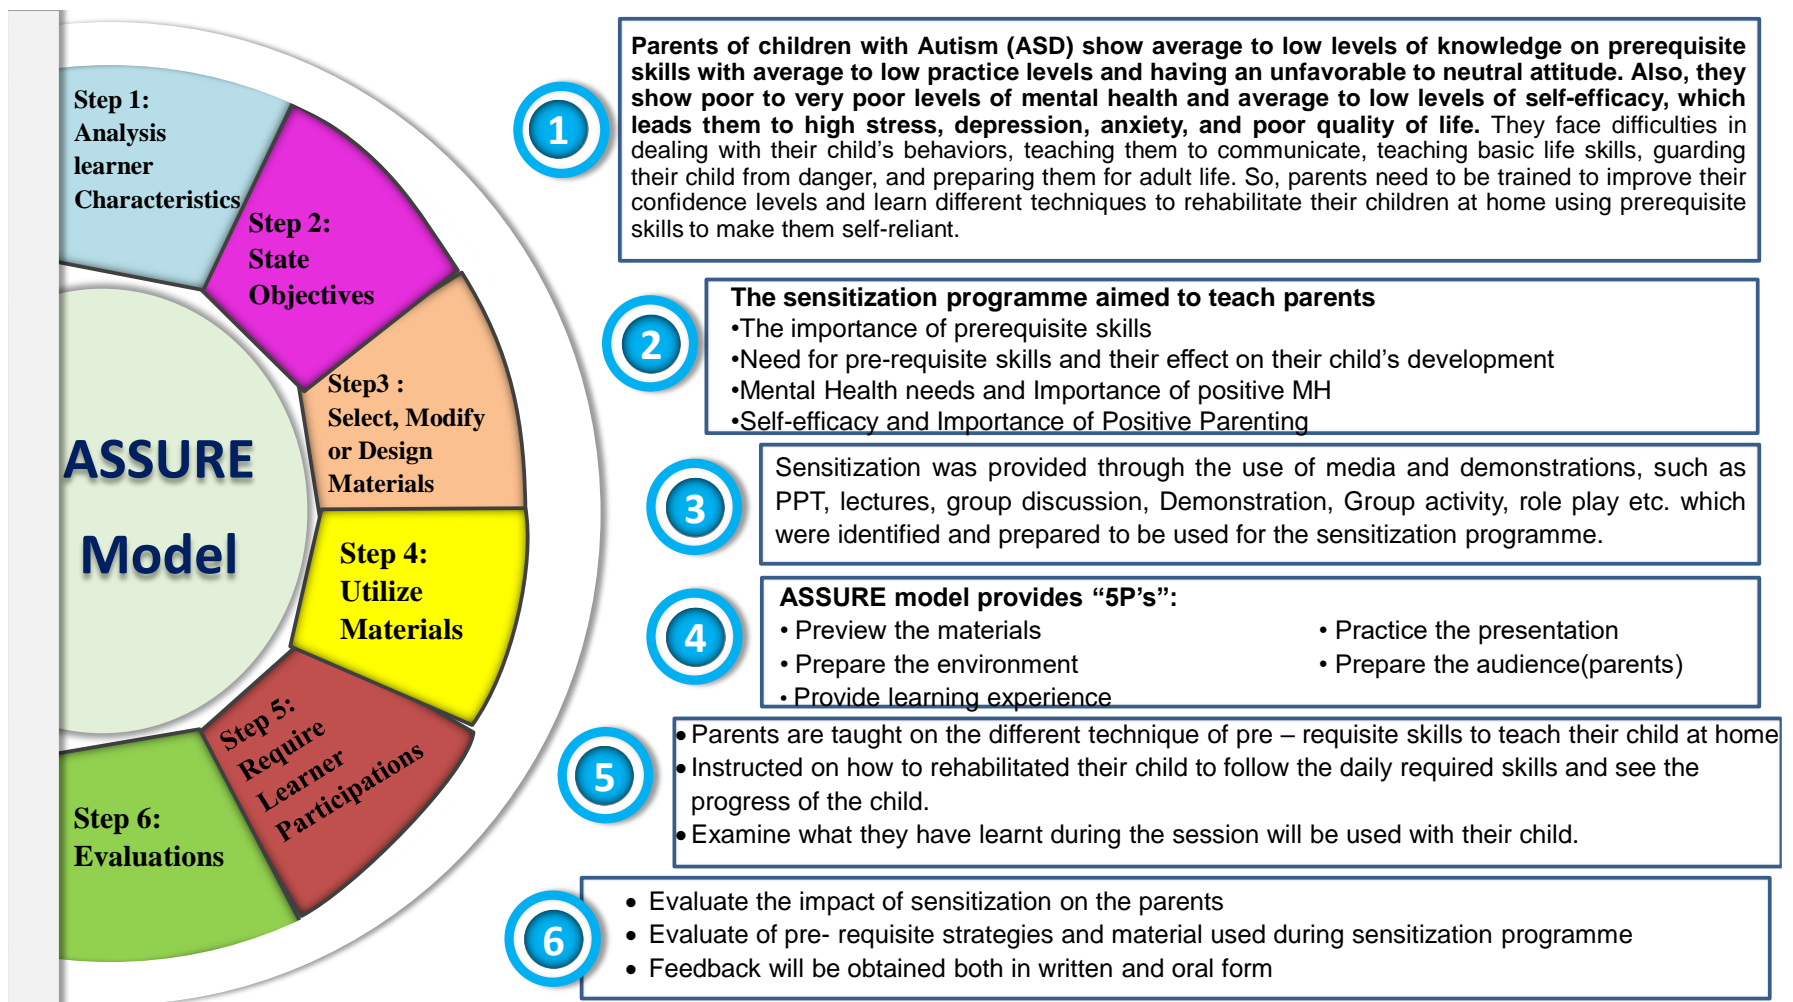 Step 1:
Analysis
learner
Characteristics
Step 2:
State
Objectives
Step3 :
Select, Modify
or Design
Materials
Step 4:
Utilize
Materials
Step 5:
Require
Learner
Participations
Step 6:
Evaluations
ASSURE
Model
1
Parents of children with Autism (ASD) show average to low levels of knowledge on prerequisite
skills with average to low practice levels and having an unfavorable to neutral attitude. Also, they
show poor to very poor levels of mental health and average to low levels of self-efficacy, which
leads them to high stress, depression, anxiety, and poor quality of life. They face difficulties in
dealing with their child’s behaviors, teaching them to communicate, teaching basic life skills, guarding
their child from danger, and preparing them for adult life. So, parents need to be trained to improve their
confidence levels and learn different techniques to rehabilitate their children at home using prerequisite
skills to make them self-reliant.
2
The sensitization programme aimed to teach parents
•The importance of prerequisite skills
•Need for pre-requisite skills and their effect on their child’s development
•Mental Health needs and Importance of positive MH
•Self-efficacy and Importance of Positive Parenting
3
Sensitization was provided through the use of media and demonstrations, such as
PPT, lectures, group discussion, Demonstration, Group activity, role play etc. which
were identified and prepared to be used for the sensitization programme.
4
ASSURE model provides “5P’s”:
• Preview the materials
• Prepare the environment
• Provide learning experience
• Practice the presentation
• Prepare the audience(parents)
5
• Parents are taught on the different technique of pre – requisite skills to teach their child at home
• Instructed on how to rehabilitated their child to follow the daily required skills and see the
progress of the child.
• Examine what they have learnt during the session will be used with their child.
6
• Evaluate the impact of sensitization on the parents
• Evaluate of pre- requisite strategies and material used during sensitization programme
• Feedback will be obtained both in written and oral form